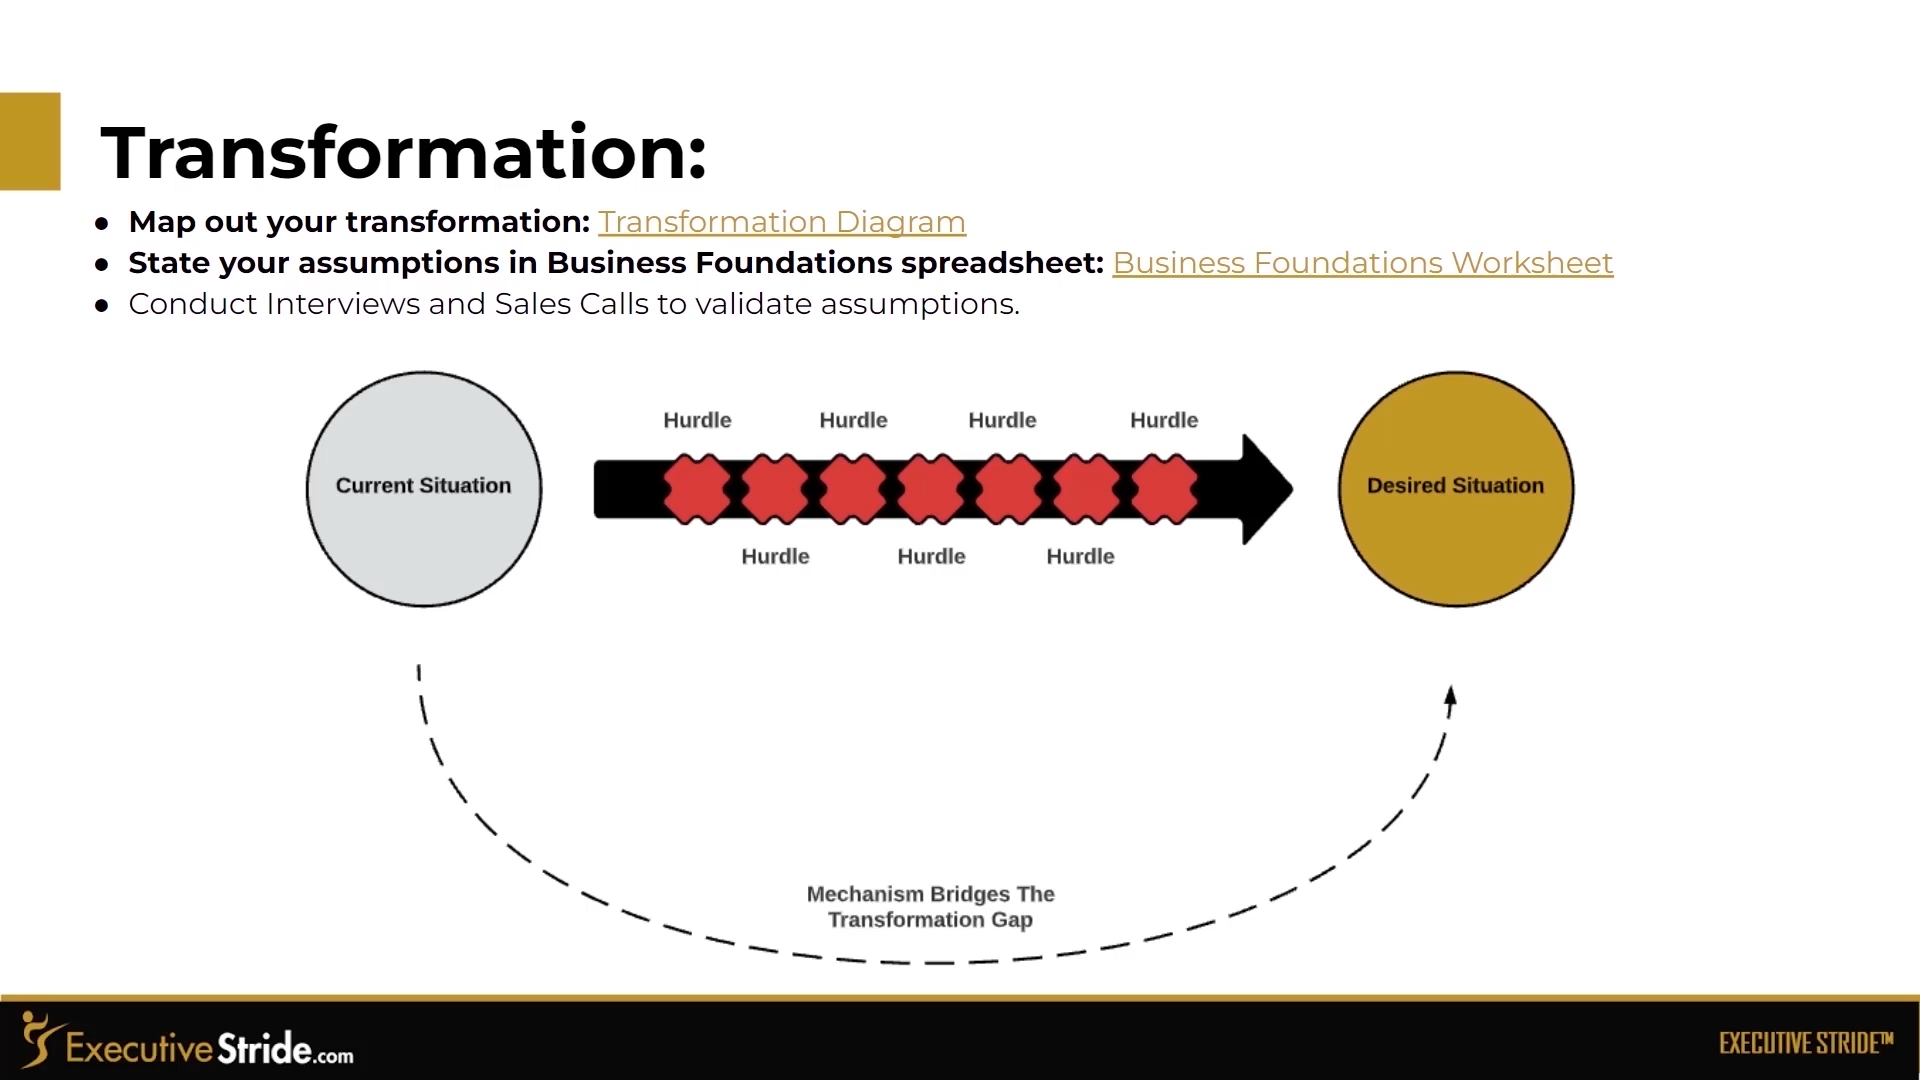 Transformation:
● Map out your transformation: Transformation Diagram
● State your assumptions in Business Foundations spreadsheet: Business Foundations Worksheet
● Conduct Interviews and Sales Calls to validate assumptions.
Hurdle Hurdle Hurdle Hurdle
Current Situation
Desired Situation
Hurdle Hurdle Hurdle
Mechanism Bridges The
Transformation Gap
ExecutiveStride.com
EXECUTIVE STRIDE™